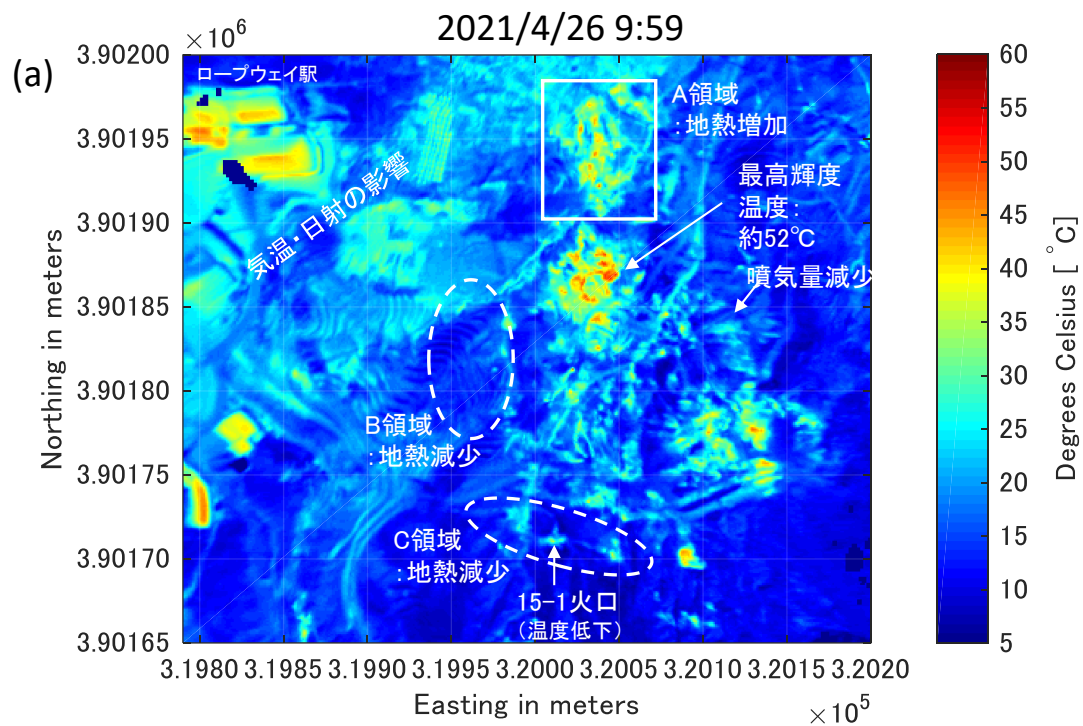 2021/4/26 9:59
(a)
×10⁶
ロープウェイ駅
A領域
:地熱増加
最高輝度
温度:
約52℃
噴気量減少
気温・日射の影響
B領域
:地熱減少
C領域
:地熱減少
15-1火口
(温度低下)
3.90200
3.90195
3.90190
3.90185
3.90180
3.90175
3.90170
3.90165
Northing in meters
3.1980 3.1985 3.1990 3.1995 3.2000 3.2005 3.2010 3.2015 3.2020
Easting in meters
×10⁵
60
55
50
45
40
35
30
25
20
15
10
5
Degrees Celsius [ °C]